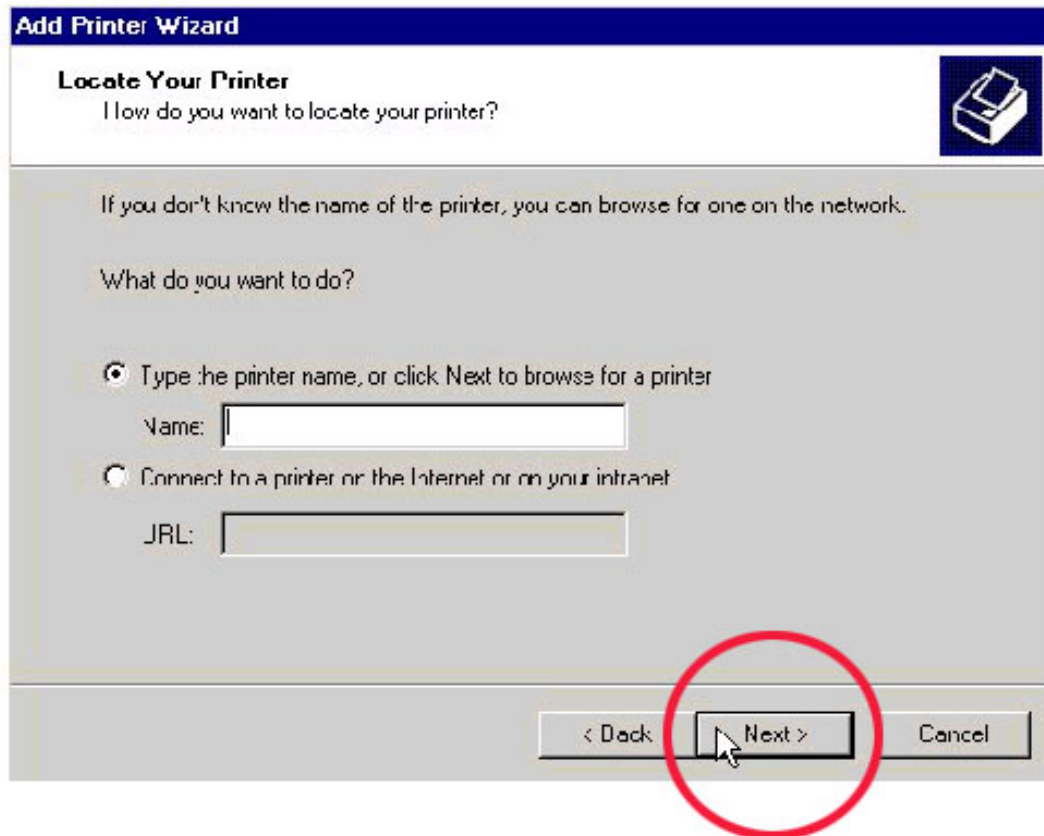 Add Printer Wizard
Locate Your Printer
How do you want to locate your printer?
If you don't know the name of the printer, you can browse for one on the network.
What do you want to do?
Type the printer name, or click Next to browse for a printer
Name:
Connect to a printer on the Internet or on your intranet
URL:
< Back Next > Cancel